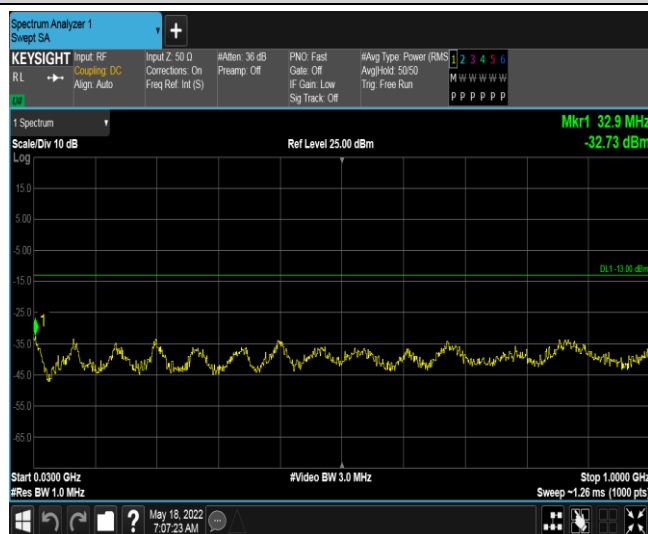 Spectrum Analyzer 1
Swept SA
KEYSIGHT
RL
Input: RF
Coupling: DC
Align: Auto
Input Z: 50 Ω
Corrections: On
Freq Ref: Int (S)
#Atten: 36 dB
Preamp: Off
PNO: Fast
Gate: Off
IF Gain: Low
Sig Track: Off
#Avg Type: Power (RMS
Avg|Hold: 50/50
Trig: Free Run
1 2 3 4 5 6
M W W W W W
P P P P P P
LXI
1 Spectrum
Mkr1 32.9 MHz
Scale/Div 10 dB
Ref Level 25.00 dBm
-32.73 dBm
Log
15.0
5.00
-5.00
DL1 -13.00 dBm
-15.0
-25.0
1
-35.0
-45.0
-55.0
-65.0
Start 0.0300 GHz
#Video BW 3.0 MHz
Stop 1.0000 GHz
#Res BW 1.0 MHz
Sweep ~1.26 ms (1000 pts)
May 18, 2022
7:07:23 AM